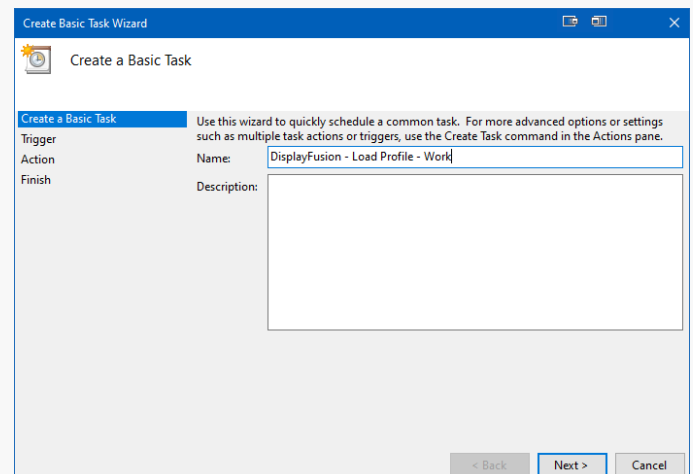 Create Basic Task Wizard
Create a Basic Task
Create a Basic Task
Use this wizard to quickly schedule a common task.  For more advanced options or settings
such as multiple task actions or triggers, use the Create Task command in the Actions pane.
Trigger
Action
Finish
Name:
DisplayFusion - Load Profile - Work
Description:
< Back
Next >
Cancel